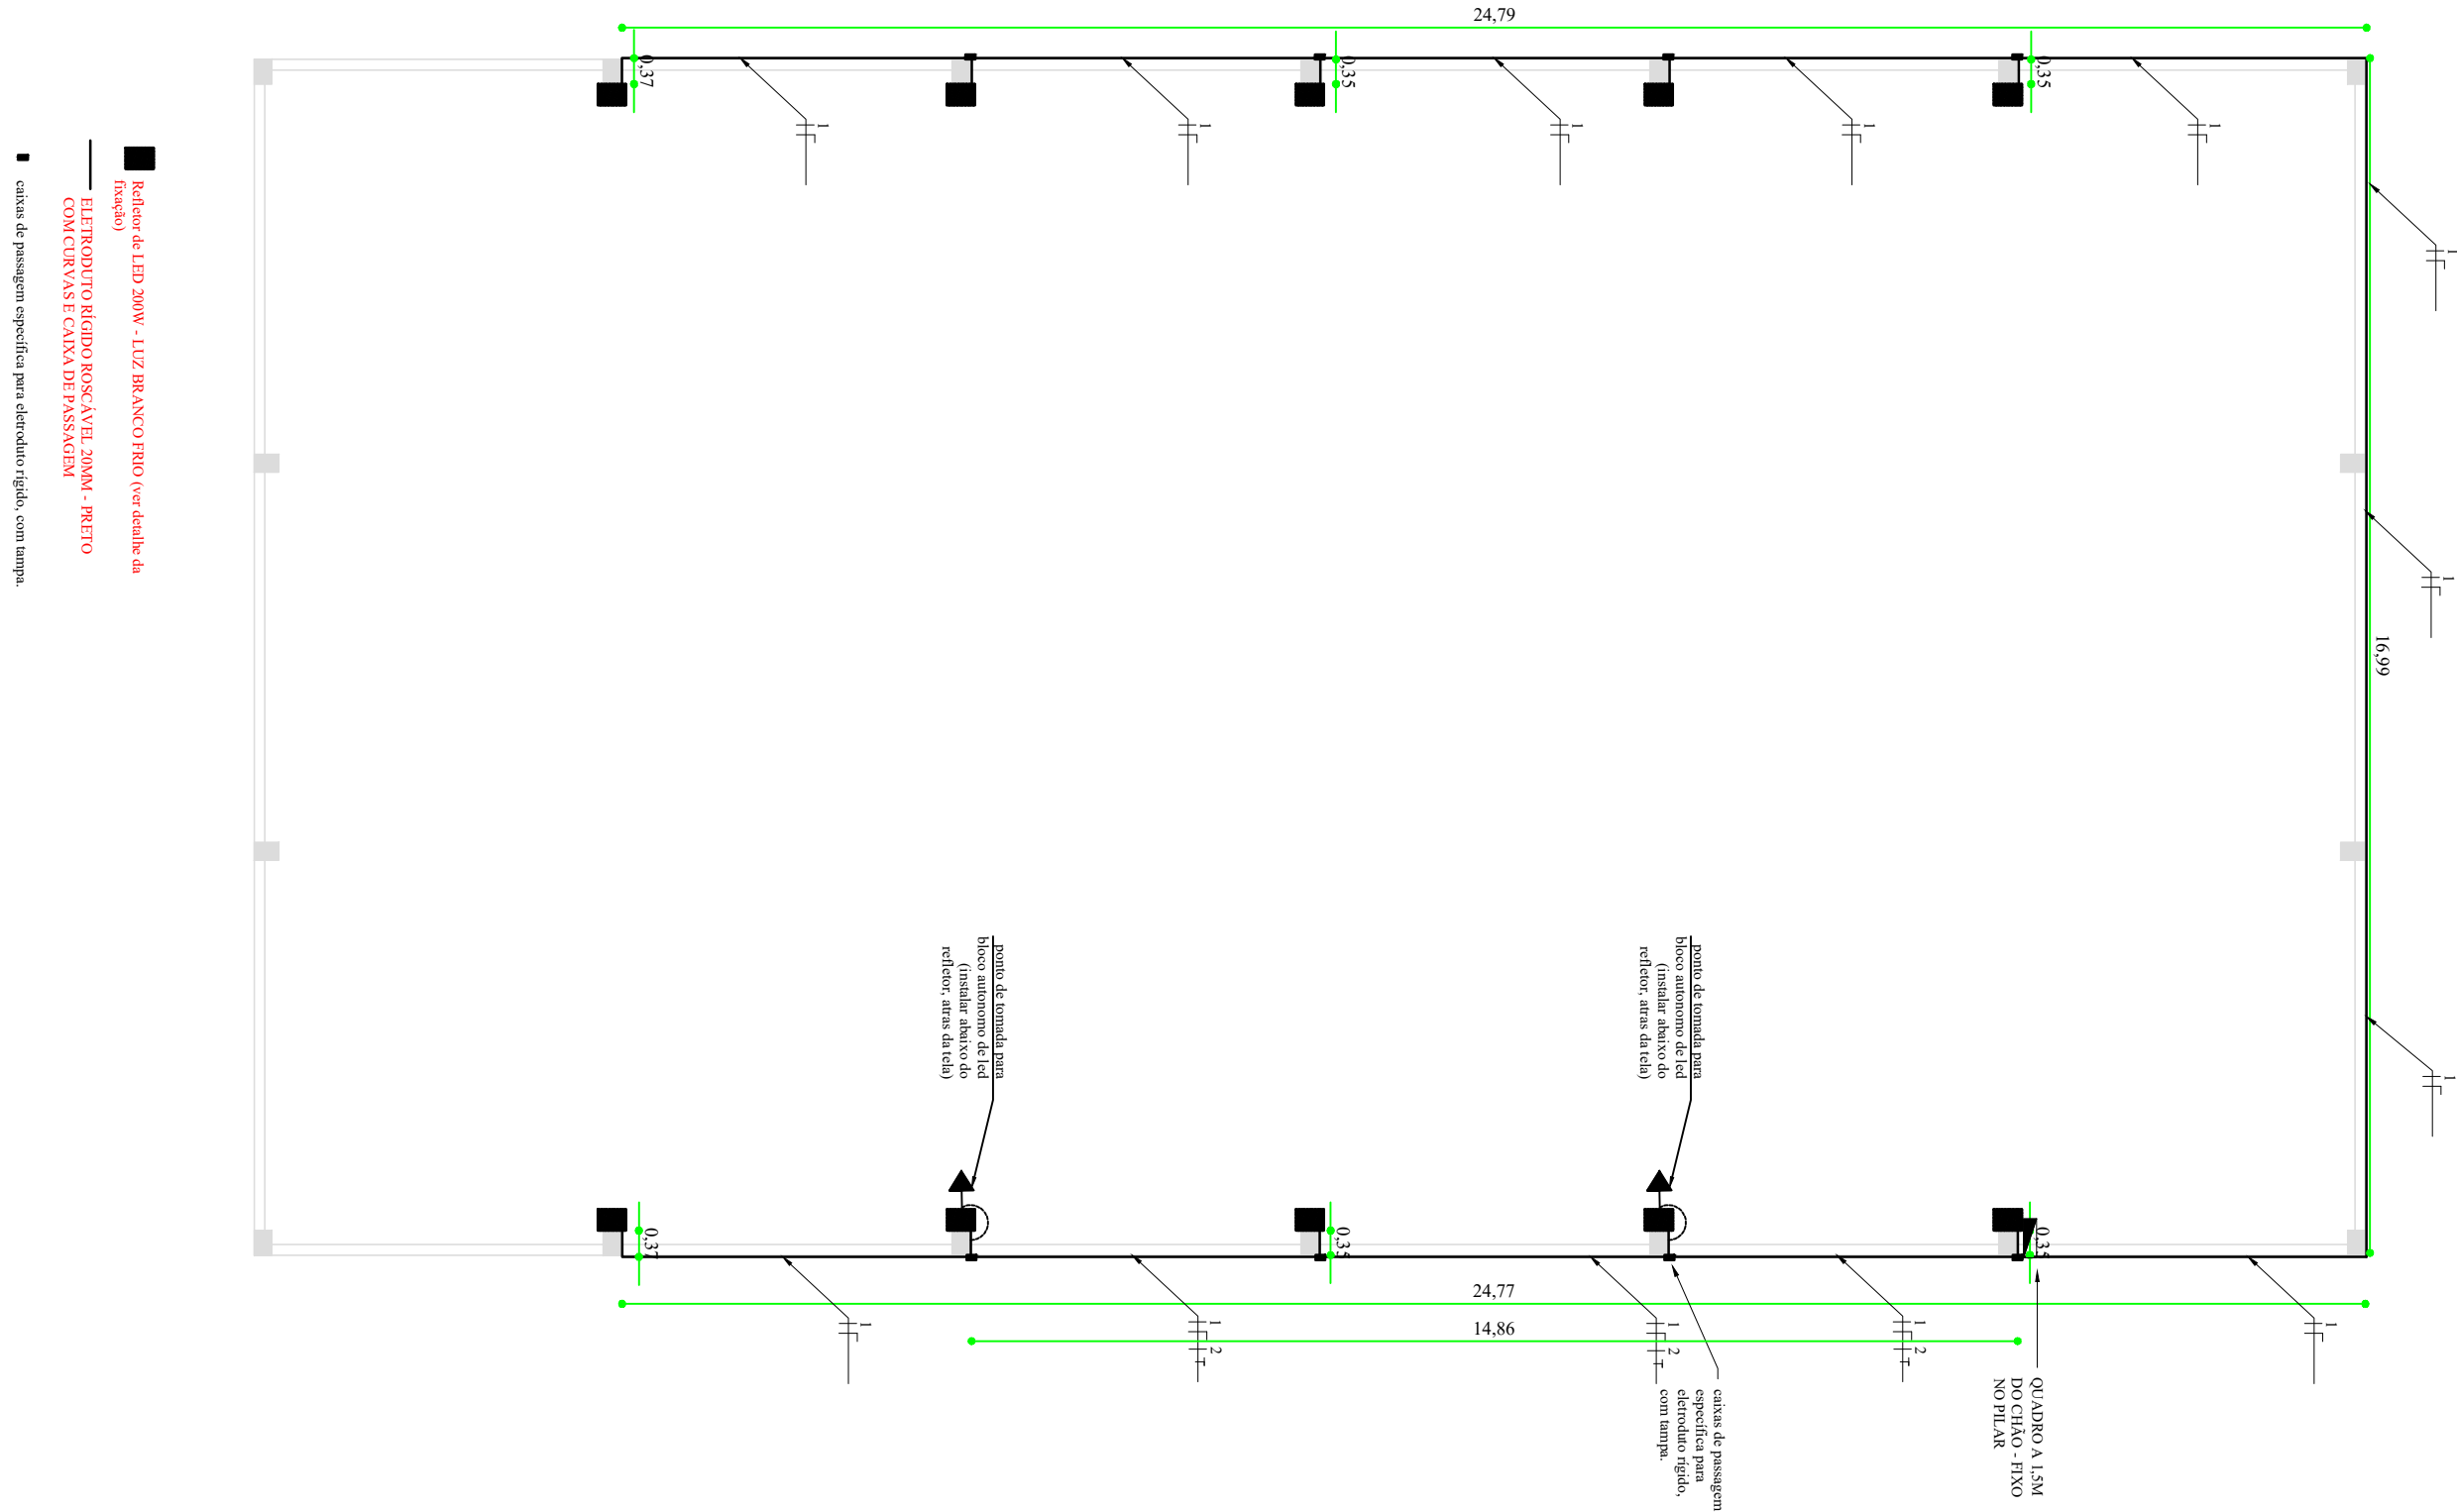 24,79
0,37
0,35
0,35
1
1
1
1
1
1
1
1
16,99
Refletor de LED 200W - LUZ BRANCO FRIO (ver detalhe da
fixação)
ELETRODUTO RÍGIDO ROSCÁVEL 20MM - PRETO
COM CURVAS E CAIXA DE PASSAGEM
caixas de passagem específica para eletroduto rígido, com tampa.
ponto de tomada para
bloco autonomo de led
(instalar abaixo do
refletor, atras da tela)
ponto de tomada para
bloco autonomo de led
(instalar abaixo do
refletor, atras da tela)
0,37
0,35
0,35
24,77
14,86
1
1 2
1 2
1 2
1
caixas de passagem
específica para
eletroduto rígido,
com tampa.
QUADRO A 1,5M
DO CHÃO - FIXO
NO PILAR